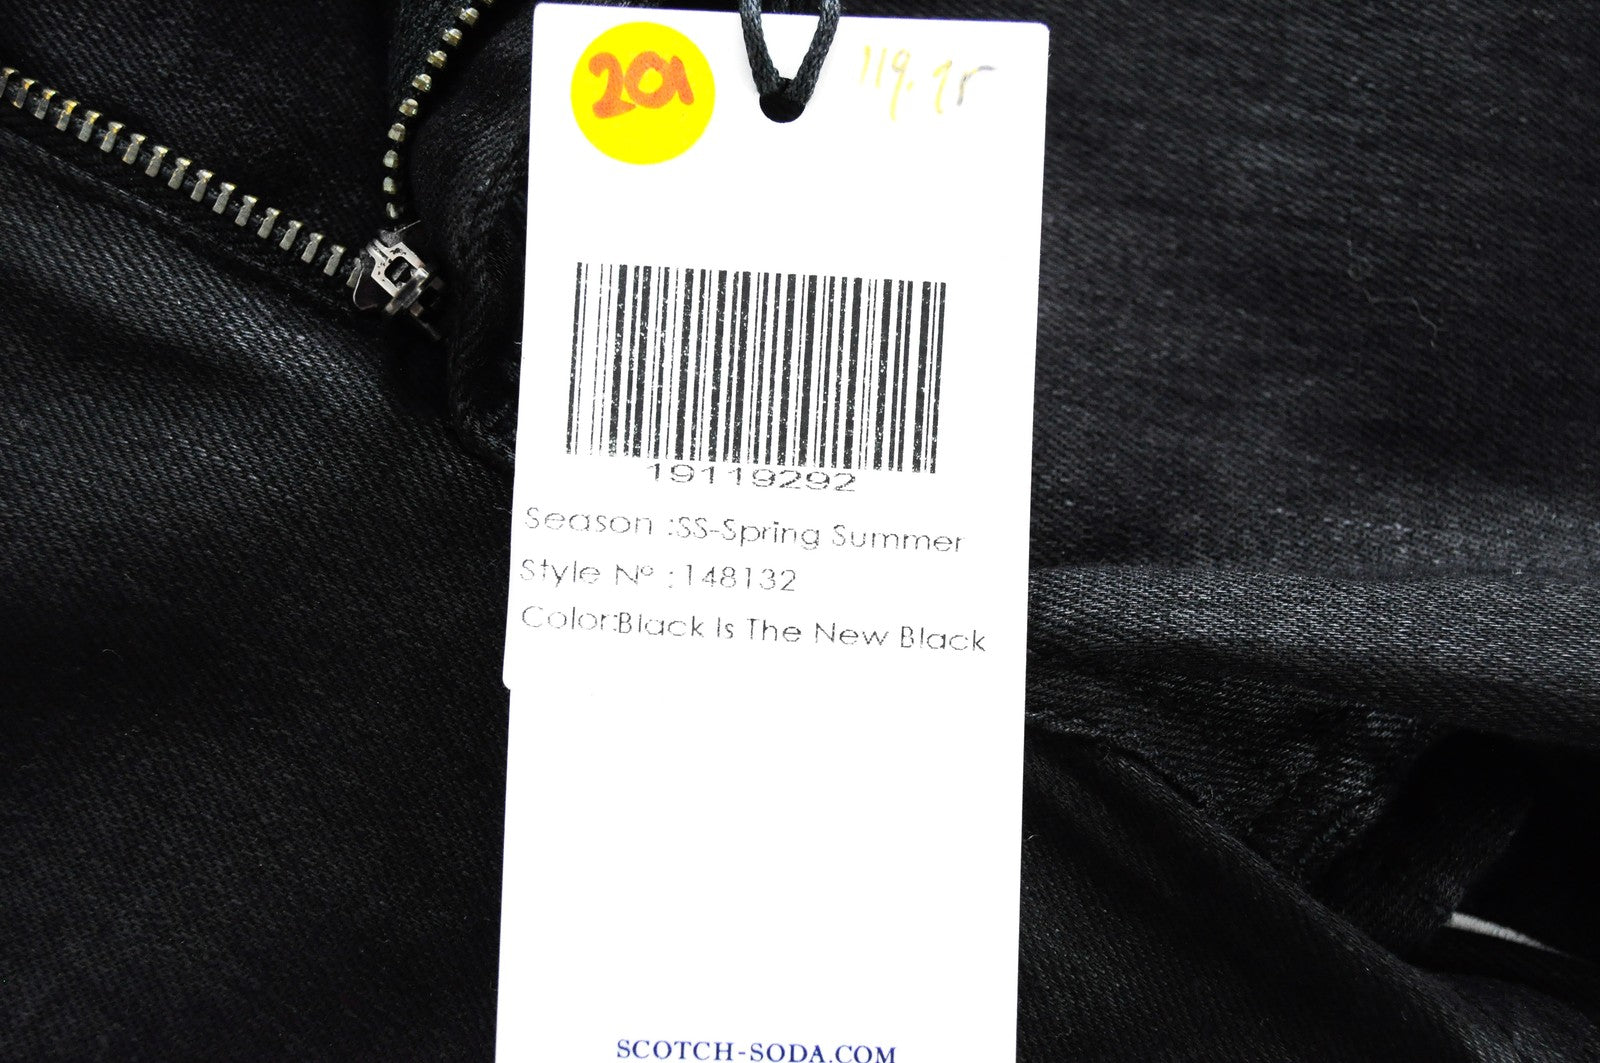 201
119.95
19119292
Season :SS-Spring Summer
Style Nº :148132
Color:Black Is The New Black
SCOTCH-SODA.COM